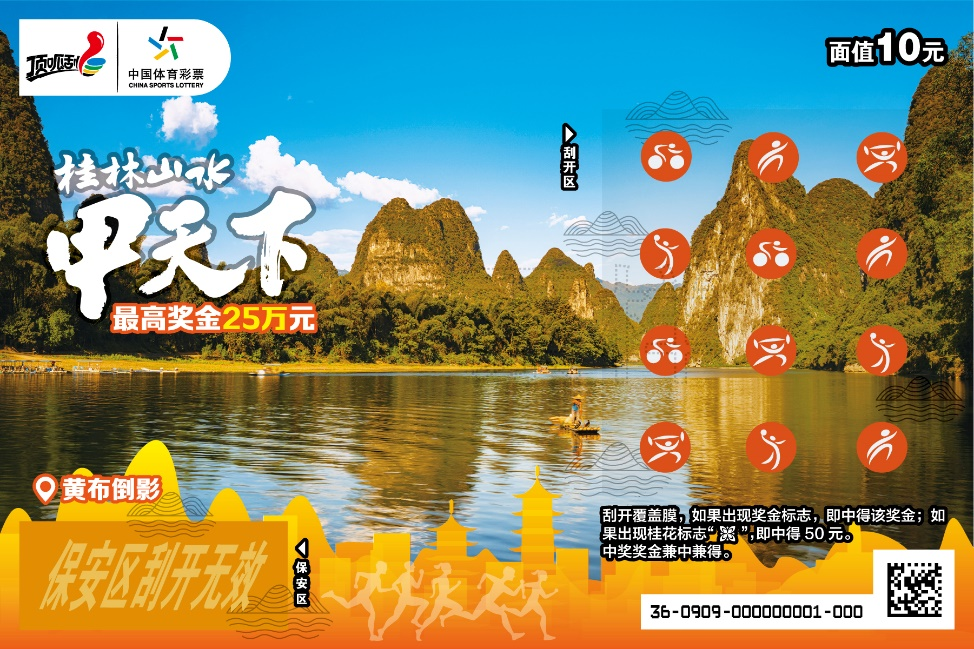 顶呱刮
中国体育彩票
CHINA SPORTS LOTTERY
面值10元
桂林山水
甲天下
最高奖金25万元
刮开区
黄布倒影
保安区刮开无效
保安区
刮开覆盖膜，如果出现奖金标志，即中得该奖金；如
果出现桂花标志“ ”,即中得 50 元。
中奖奖金兼中兼得。
36-0909-000000001-000